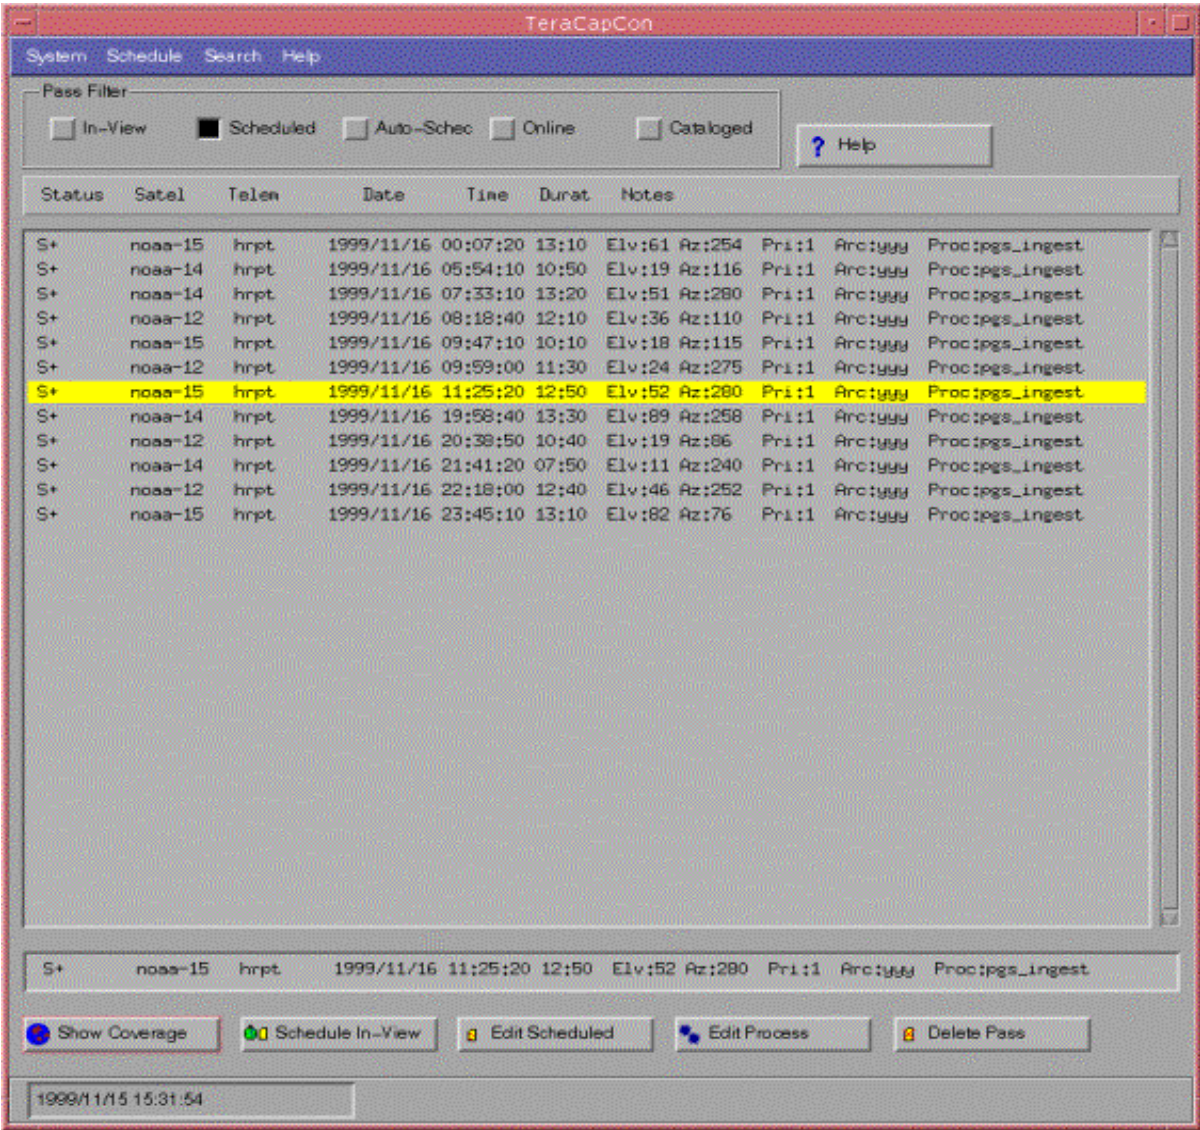 TeraCapCon
System Schedule Search Help
Pass Filter
In-View Scheduled Auto-Schec Online Cataloged
? Help
Status Satel Telem Date Time Durat Notes
S+ noaa-15 hrpt 1999/11/16 00:07:20 13:10 Elv:61 Az:254 Pri:1 Arc:yyy Proc:pgs_ingest
S+ noaa-14 hrpt 1999/11/16 05:54:10 10:50 Elv:19 Az:116 Pri:1 Arc:yyy Proc:pgs_ingest
S+ noaa-14 hrpt 1999/11/16 07:33:10 13:20 Elv:51 Az:280 Pri:1 Arc:yyy Proc:pgs_ingest
S+ noaa-12 hrpt 1999/11/16 08:18:40 12:10 Elv:36 Az:110 Pri:1 Arc:yyy Proc:pgs_ingest
S+ noaa-15 hrpt 1999/11/16 09:47:10 10:10 Elv:18 Az:115 Pri:1 Arc:yyy Proc:pgs_ingest
S+ noaa-12 hrpt 1999/11/16 09:59:00 11:30 Elv:24 Az:275 Pri:1 Arc:yyy Proc:pgs_ingest
S+ noaa-15 hrpt 1999/11/16 11:25:20 12:50 Elv:52 Az:280 Pri:1 Arc:yyy Proc:pgs_ingest
S+ noaa-14 hrpt 1999/11/16 19:58:40 13:30 Elv:89 Az:258 Pri:1 Arc:yyy Proc:pgs_ingest
S+ noaa-12 hrpt 1999/11/16 20:38:50 10:40 Elv:19 Az:86 Pri:1 Arc:yyy Proc:pgs_ingest
S+ noaa-14 hrpt 1999/11/16 21:41:20 07:50 Elv:11 Az:240 Pri:1 Arc:yyy Proc:pgs_ingest
S+ noaa-12 hrpt 1999/11/16 22:18:00 12:40 Elv:46 Az:252 Pri:1 Arc:yyy Proc:pgs_ingest
S+ noaa-15 hrpt 1999/11/16 23:45:10 13:10 Elv:82 Az:76 Pri:1 Arc:yyy Proc:pgs_ingest
S+ noaa-15 hrpt 1999/11/16 11:25:20 12:50 Elv:52 Az:280 Pri:1 Arc:yyy Proc:pgs_ingest
Show Coverage Schedule In-View Edit Scheduled Edit Process Delete Pass
1999/11/15 15:31:54